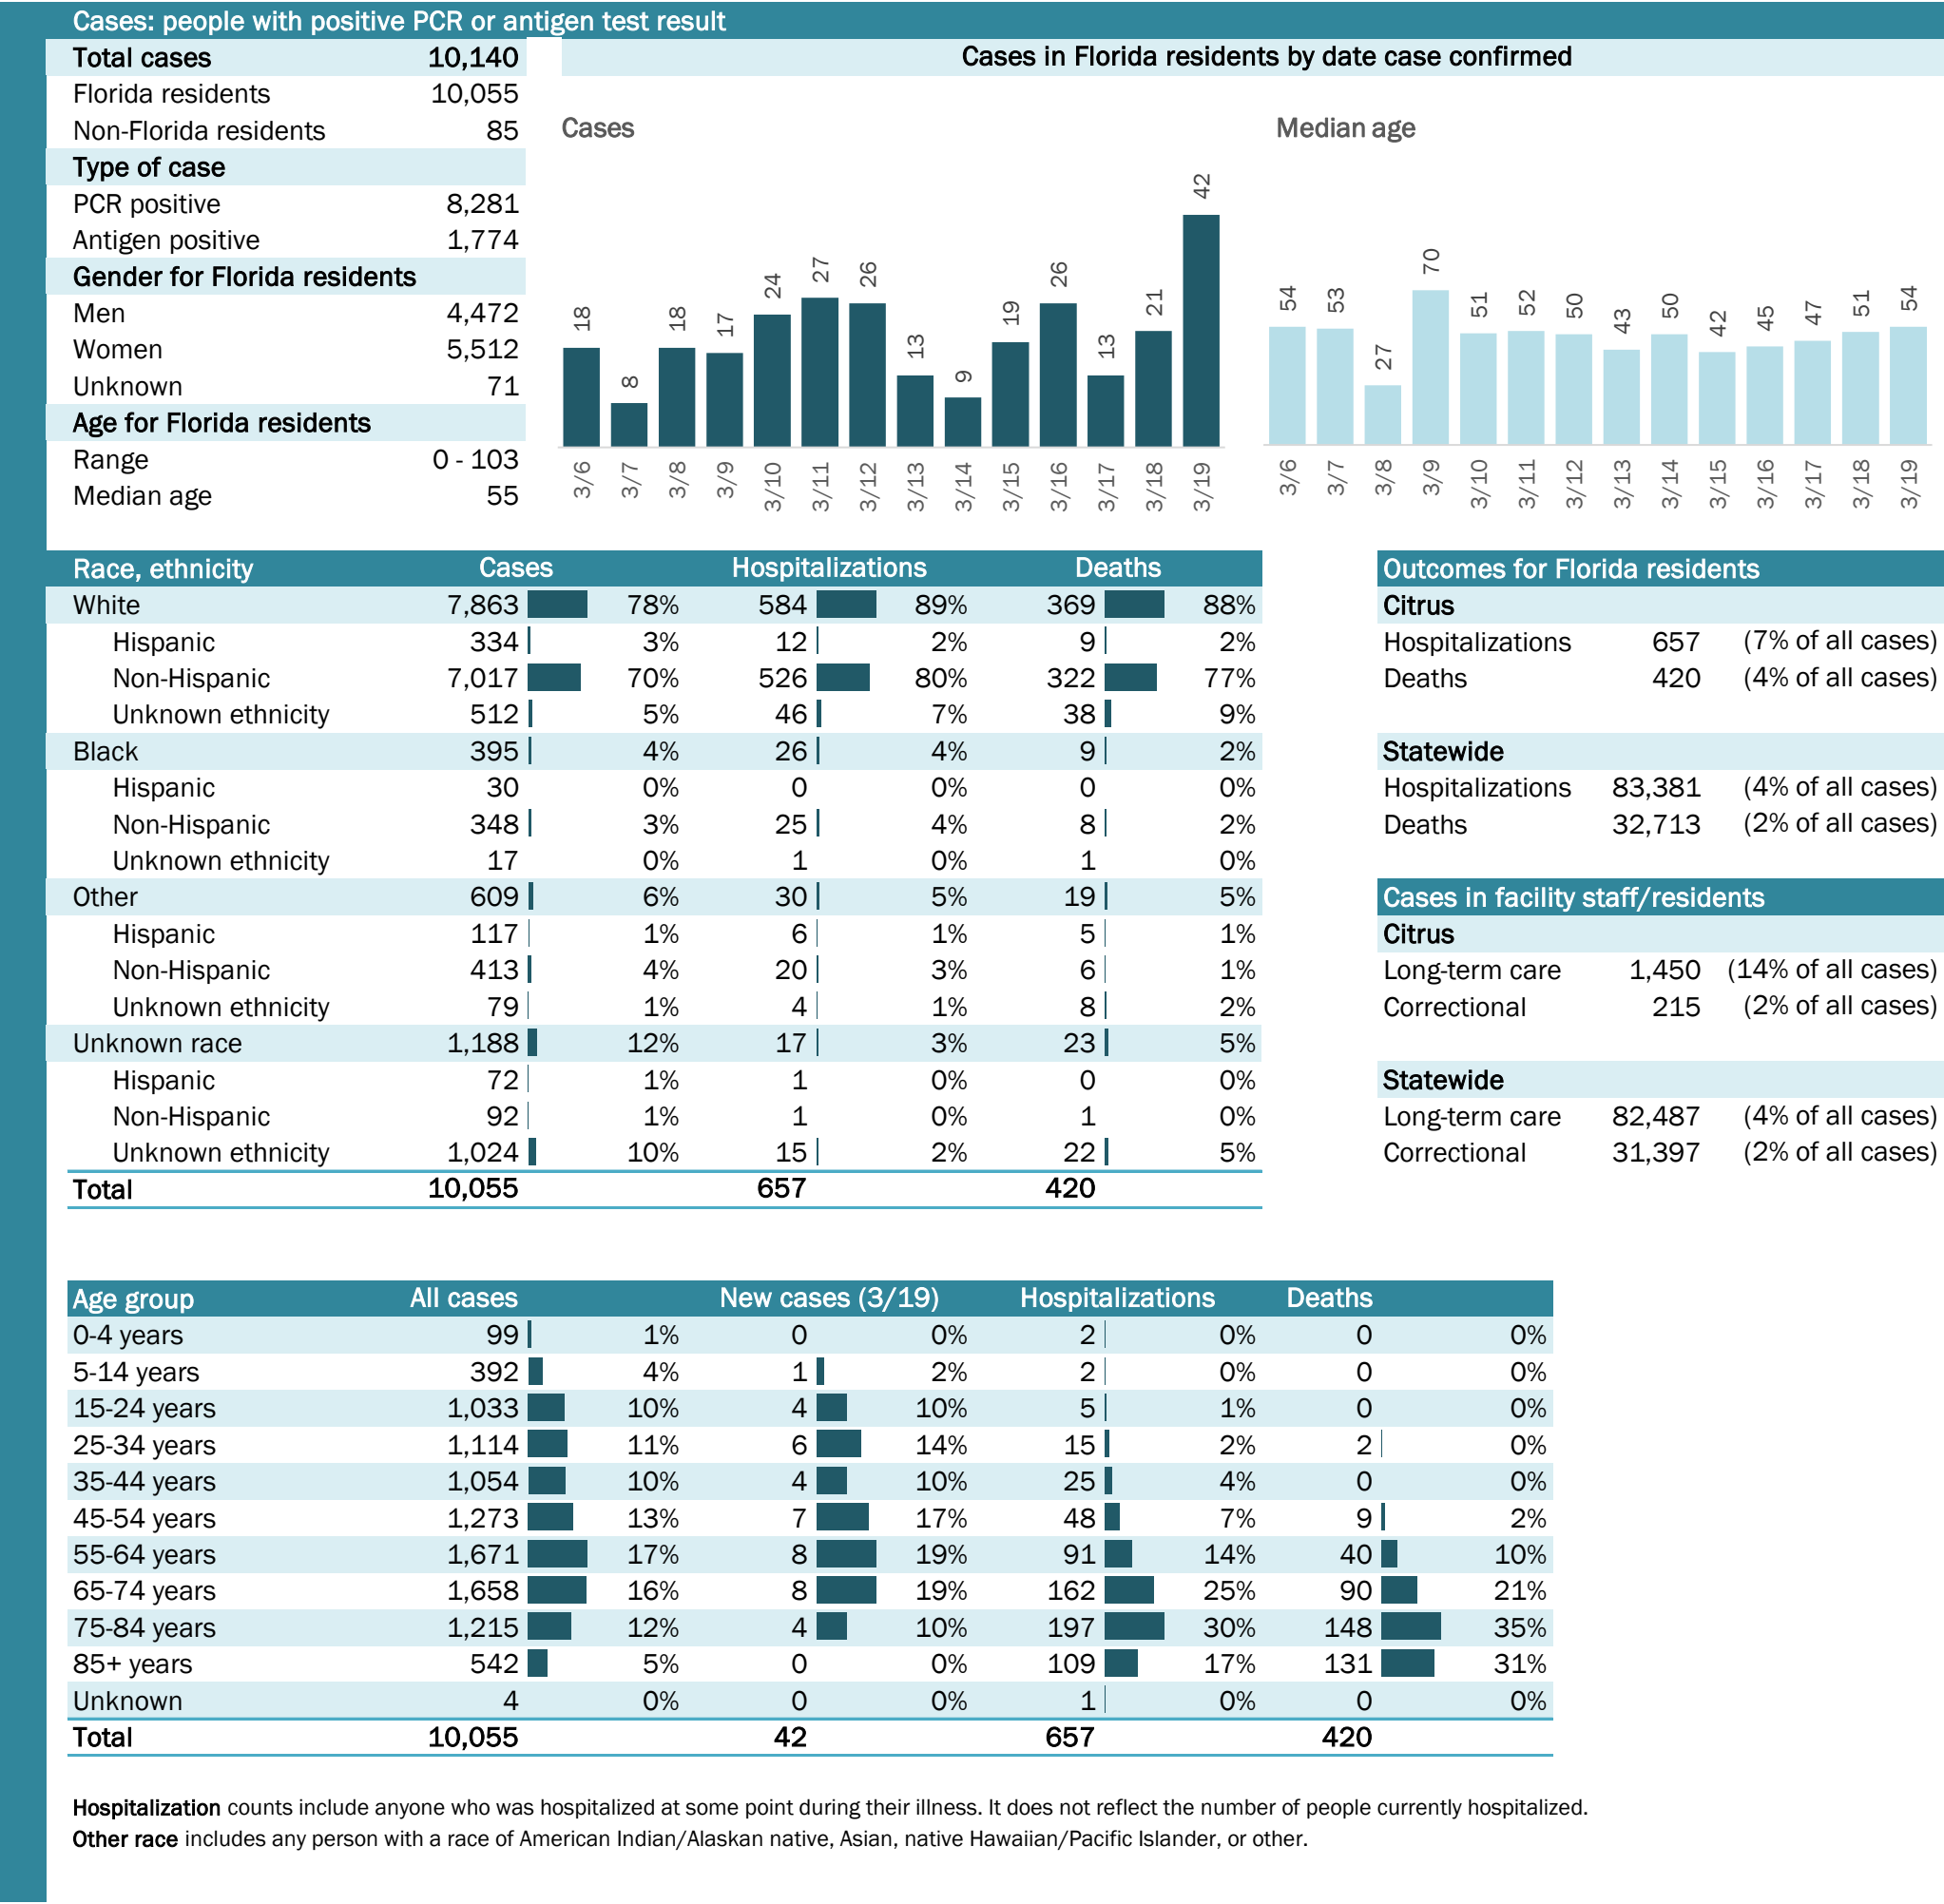 Cases: people with positive PCR or antigen test result
Total cases 10,140
Florida residents 10,055
Non-Florida residents 85
Type of case
PCR positive 8,281
Antigen positive 1,774
Gender for Florida residents
Men 4,472
Women 5,512
Unknown 71
Age for Florida residents
Range 0 - 103
Median age 55
Cases in Florida residents by date case confirmed
Cases
18 8 18 17 24 27 26 13 9 19 26 13 21 42
3/6 3/7 3/8 3/9 3/10 3/11 3/12 3/13 3/14 3/15 3/16 3/17 3/18 3/19
Median age
54 53 27 70 51 52 50 43 50 42 45 47 51 54
3/6 3/7 3/8 3/9 3/10 3/11 3/12 3/13 3/14 3/15 3/16 3/17 3/18 3/19
Race, ethnicity Cases Hospitalizations Deaths
White 7,863 78% 584 89% 369 88%
Hispanic 334 3% 12 2% 9 2%
Non-Hispanic 7,017 70% 526 80% 322 77%
Unknown ethnicity 512 5% 46 7% 38 9%
Black 395 4% 26 4% 9 2%
Hispanic 30 0% 0 0% 0 0%
Non-Hispanic 348 3% 25 4% 8 2%
Unknown ethnicity 17 0% 1 0% 1 0%
Other 609 6% 30 5% 19 5%
Hispanic 117 1% 6 1% 5 1%
Non-Hispanic 413 4% 20 3% 6 1%
Unknown ethnicity 79 1% 4 1% 8 2%
Unknown race 1,188 12% 17 3% 23 5%
Hispanic 72 1% 1 0% 0 0%
Non-Hispanic 92 1% 1 0% 1 0%
Unknown ethnicity 1,024 10% 15 2% 22 5%
Total 10,055 657 420
Outcomes for Florida residents
Citrus
Hospitalizations 657 (7% of all cases)
Deaths 420 (4% of all cases)
Statewide
Hospitalizations 83,381 (4% of all cases)
Deaths 32,713 (2% of all cases)
Cases in facility staff/residents
Citrus
Long-term care 1,450 (14% of all cases)
Correctional 215 (2% of all cases)
Statewide
Long-term care 82,487 (4% of all cases)
Correctional 31,397 (2% of all cases)
Age group All cases New cases (3/19) Hospitalizations Deaths
0-4 years 99 1% 0 0% 2 0% 0 0%
5-14 years 392 4% 1 2% 2 0% 0 0%
15-24 years 1,033 10% 4 10% 5 1% 0 0%
25-34 years 1,114 11% 6 14% 15 2% 2 0%
35-44 years 1,054 10% 4 10% 25 4% 0 0%
45-54 years 1,273 13% 7 17% 48 7% 9 2%
55-64 years 1,671 17% 8 19% 91 14% 40 10%
65-74 years 1,658 16% 8 19% 162 25% 90 21%
75-84 years 1,215 12% 4 10% 197 30% 148 35%
85+ years 542 5% 0 0% 109 17% 131 31%
Unknown 4 0% 0 0% 1 0% 0 0%
Total 10,055 42 657 420
Hospitalization counts include anyone who was hospitalized at some point during their illness. It does not reflect the number of people currently hospitalized.
Other race includes any person with a race of American Indian/Alaskan native, Asian, native Hawaiian/Pacific Islander, or other.